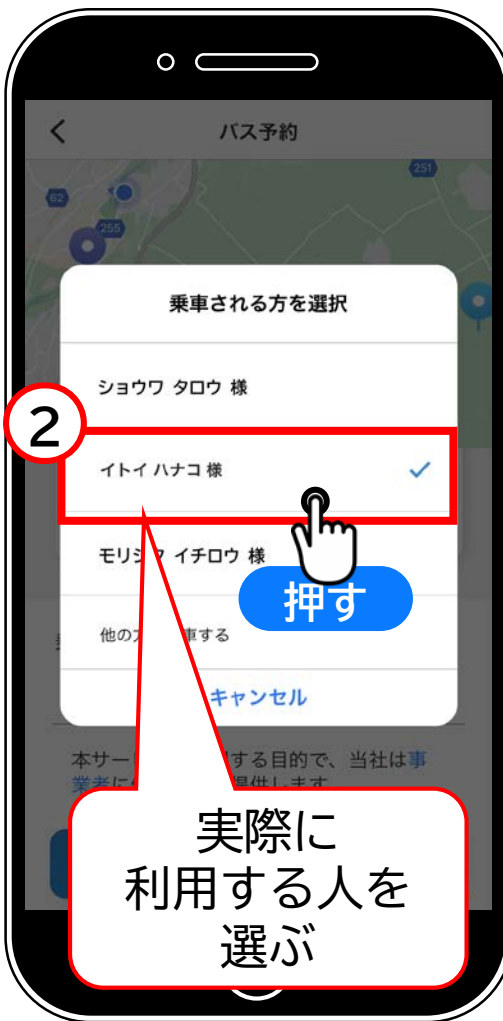 バス予約
251
62
255
乗車される方を選択
ショウワ タロウ 様
2
イトイ ハナコ 様
モリシタ イチロウ 様
押す
他の
車する
キャンセル
本サー
する目的で、当社は事
業者に
提供します
実際に
利用する人を
選ぶ